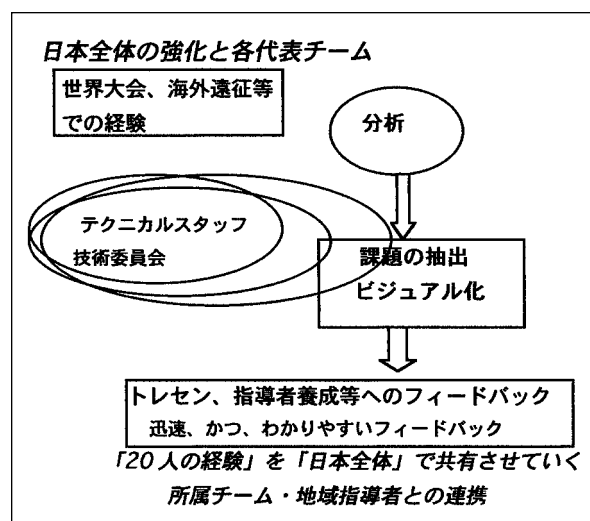 日本全体の強化と各代表チーム
世界大会、海外遠征等
での経験
分析
テクニカルスタッフ
技術委員会
課題の抽出
ビジュアル化
トレセン、指導者養成等へのフィードバック
迅速、かつ、わかりやすいフィードバック
「20人の経験」を「日本全体」で共有させていく
所属チーム・地域指導者との連携